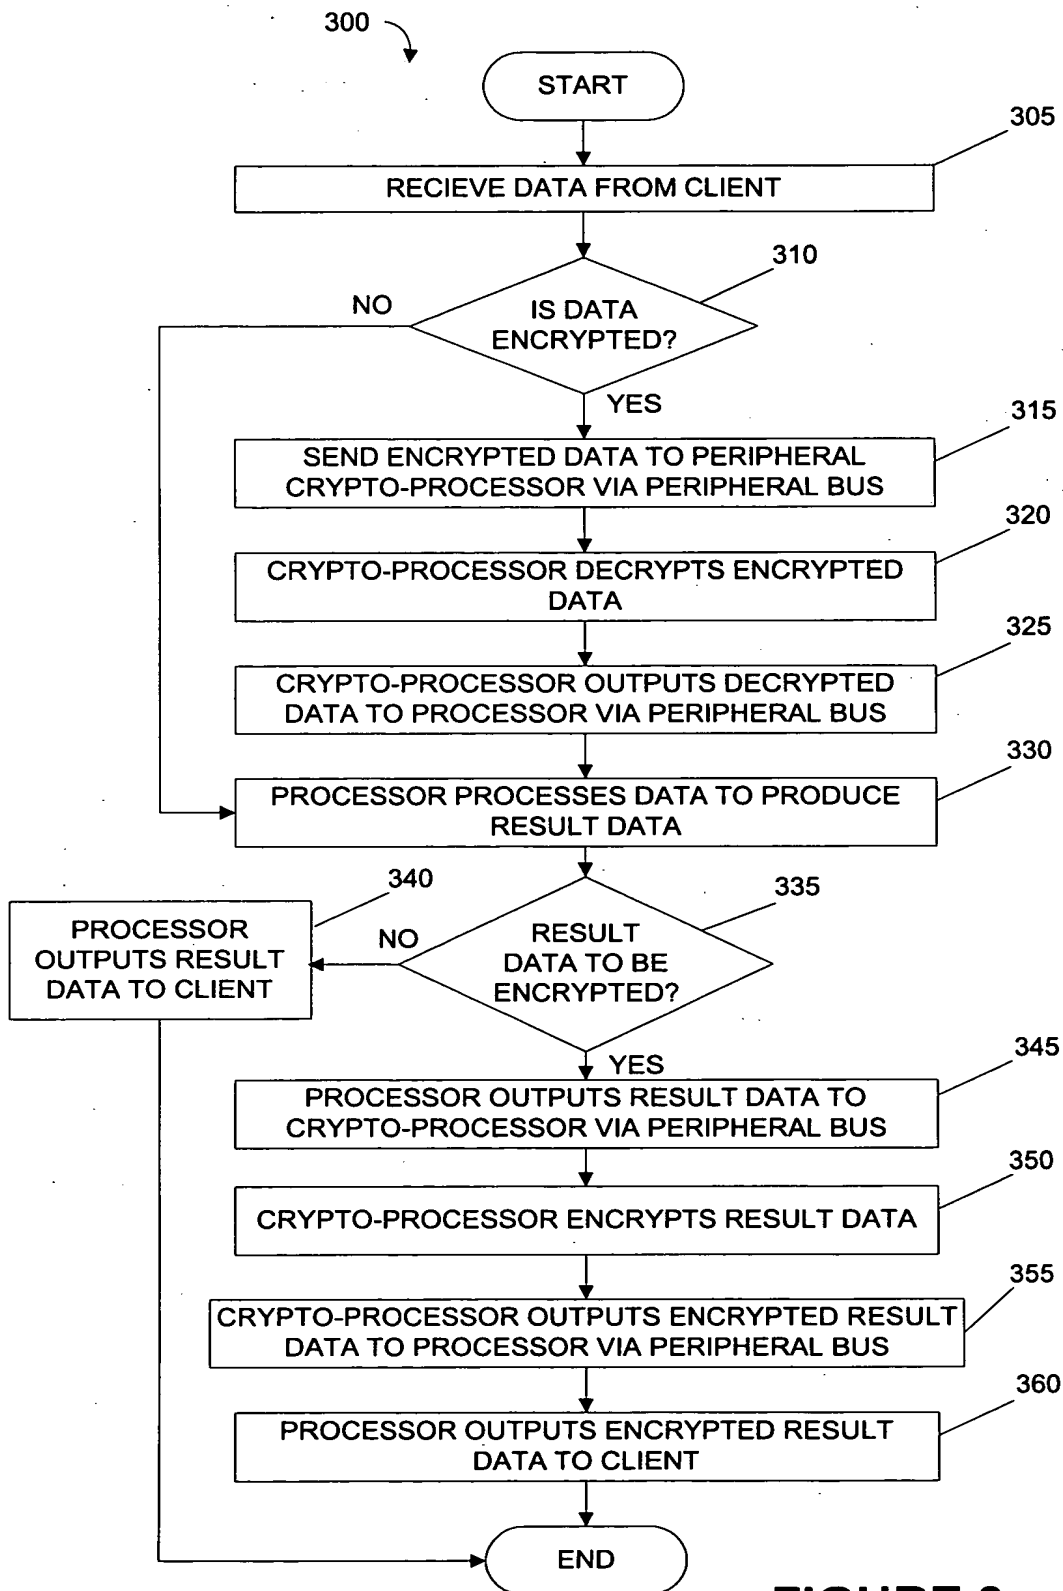 300
START
305
RECIEVE DATA FROM CLIENT
310
NO
IS DATA
ENCRYPTED?
YES
315
SEND ENCRYPTED DATA TO PERIPHERAL
CRYPTO-PROCESSOR VIA PERIPHERAL BUS
320
CRYPTO-PROCESSOR DECRYPTS ENCRYPTED
DATA
325
CRYPTO-PROCESSOR OUTPUTS DECRYPTED
DATA TO PROCESSOR VIA PERIPHERAL BUS
330
PROCESSOR PROCESSES DATA TO PRODUCE
RESULT DATA
340
PROCESSOR
OUTPUTS RESULT
DATA TO CLIENT
NO
335
RESULT
DATA TO BE
ENCRYPTED?
YES
345
PROCESSOR OUTPUTS RESULT DATA TO
CRYPTO-PROCESSOR VIA PERIPHERAL BUS
350
CRYPTO-PROCESSOR ENCRYPTS RESULT DATA
355
CRYPTO-PROCESSOR OUTPUTS ENCRYPTED RESULT
DATA TO PROCESSOR VIA PERIPHERAL BUS
360
PROCESSOR OUTPUTS ENCRYPTED RESULT
DATA TO CLIENT
END